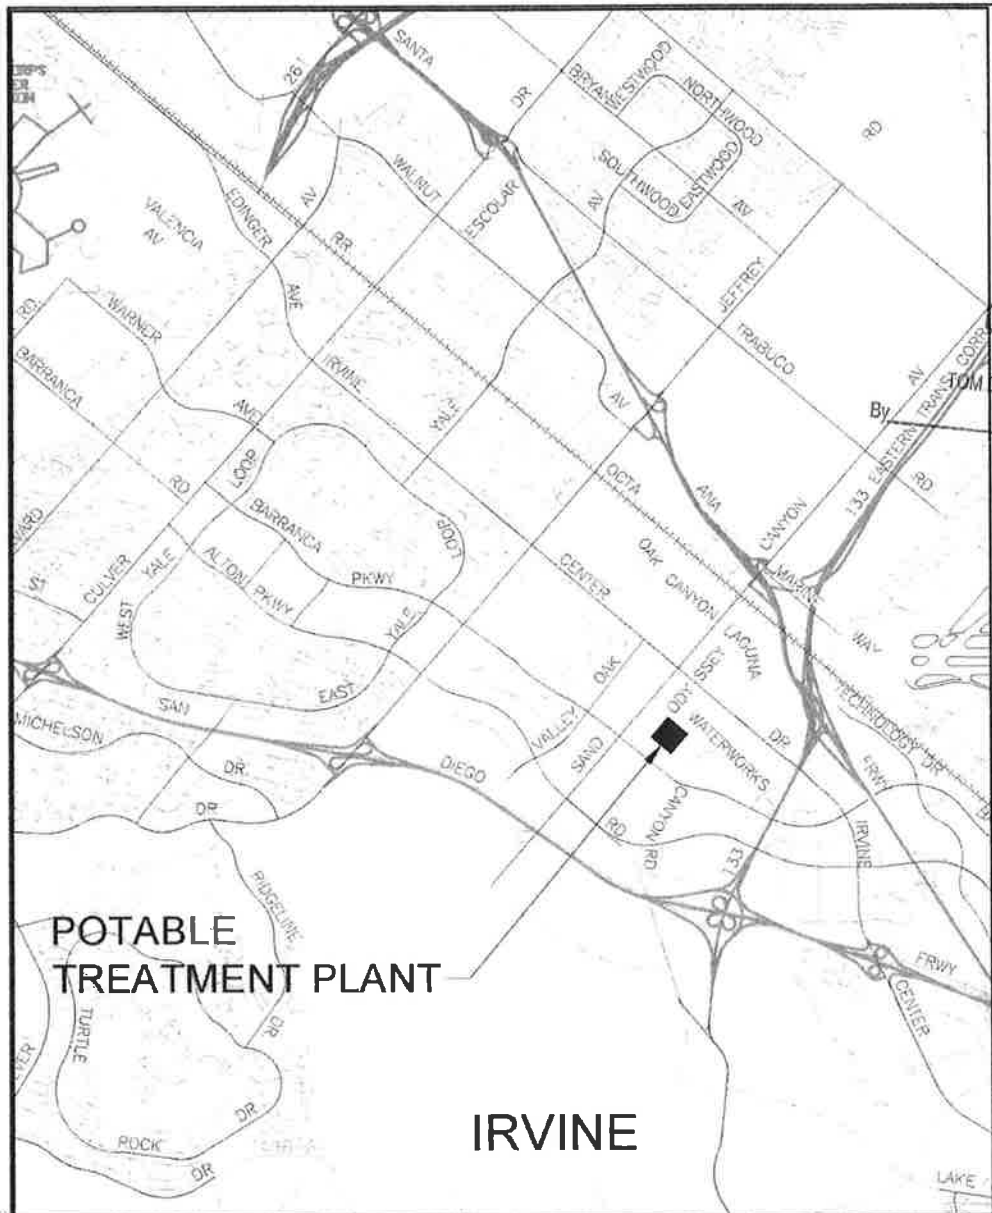 SANTA
261
DR
BRYAN
WESTWOOD
NORTHWOOD
RD
SOUTHWOOD
EASTWOOD
AV
AV
WALNUT
ESCOLAR
AV
EDINGER
VALENCIA
AV
RR
AVE
JEFFREY
RD
WARNER
IRVINE
TRABUCO
BARRANCA
AV
EASTERN TRANS CORR
TOM
By
AVE
YALE
AV
LOOP
RD
OCTA
ANA
133
RD
BARRANCA
LOOP
CANYON
OAK CANYON
CENTER
ALTON
PKWY
PKWY
YALE
CULVER
ST
MARINE
WAY
WEST
YALE
LAGUNA
OAK
EAST
ODYSSEY
SAN
VALLEY
SAND
WATERWORKS
DR
TECHNOLOGY
DR
MICHELSON
DR
DR
DIEGO
FRWY
CANYON
RD
RD
133
IRVINE
RIDGELINE
POTABLE
TREATMENT PLANT
FRWY
CENTER
TURTLE
DR
DR
ROCK
DR
IRVINE
LAKE